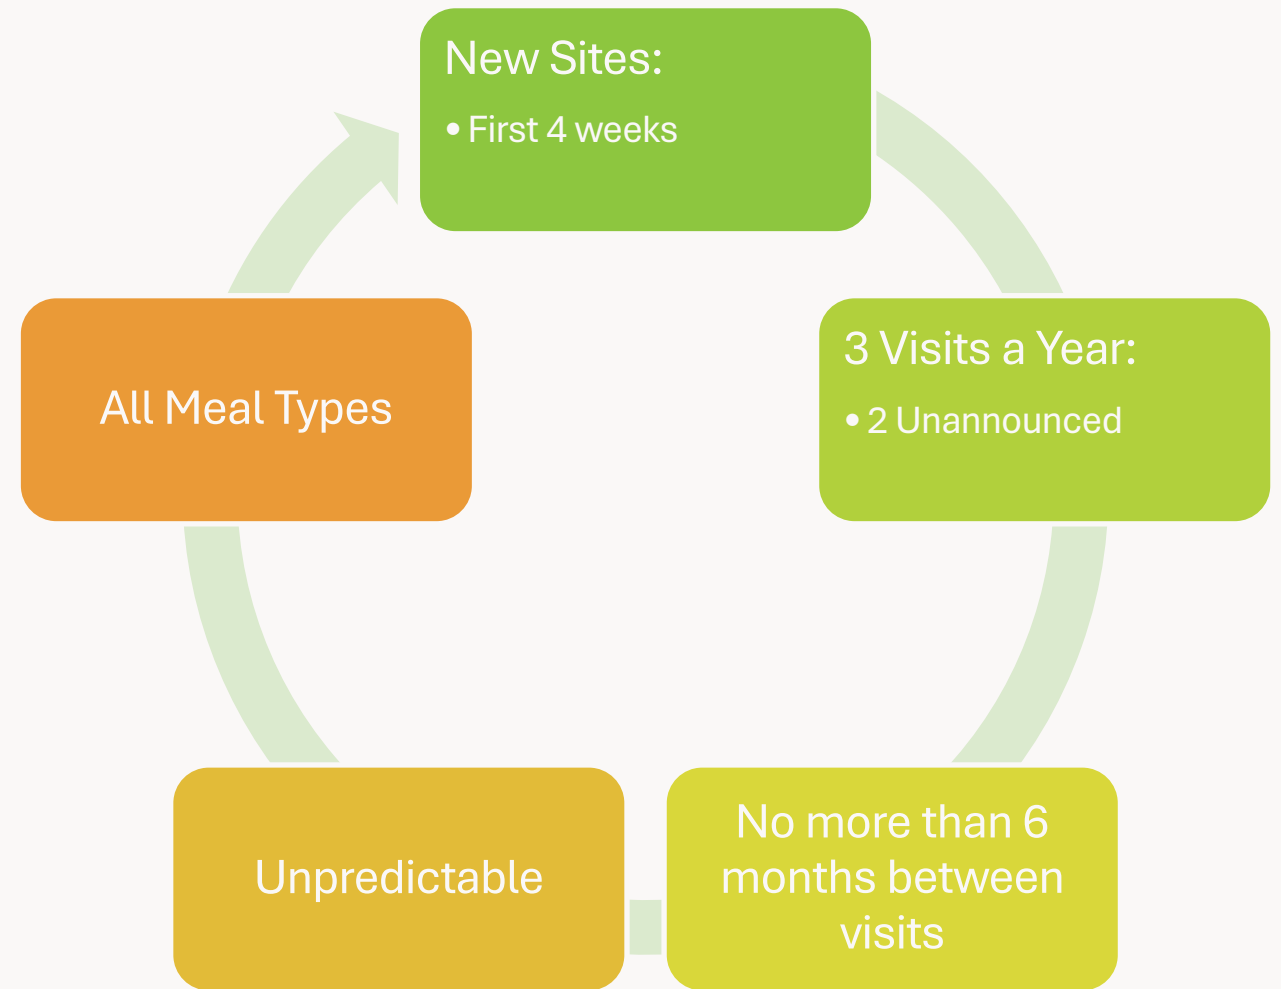 New Sites:
• First 4 weeks
3 Visits a Year:
• 2 Unannounced
No more than 6
months between
visits
Unpredictable
All Meal Types